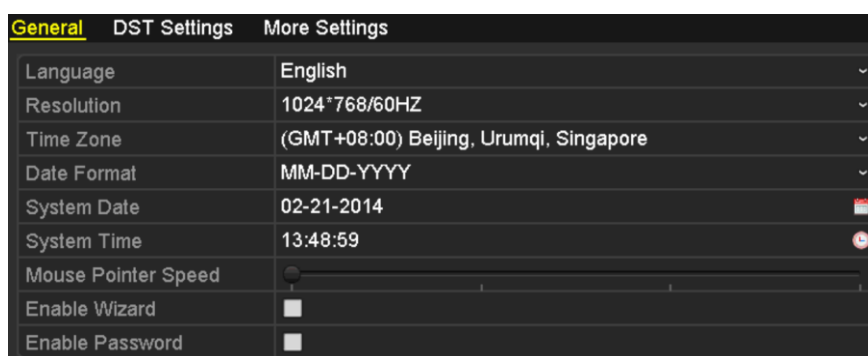 General DST Settings More Settings
Language English
Resolution 1024*768/60HZ
Time Zone (GMT+08:00) Beijing, Urumqi, Singapore
Date Format MM-DD-YYYY
System Date 02-21-2014
System Time 13:48:59
Mouse Pointer Speed
Enable Wizard
Enable Password